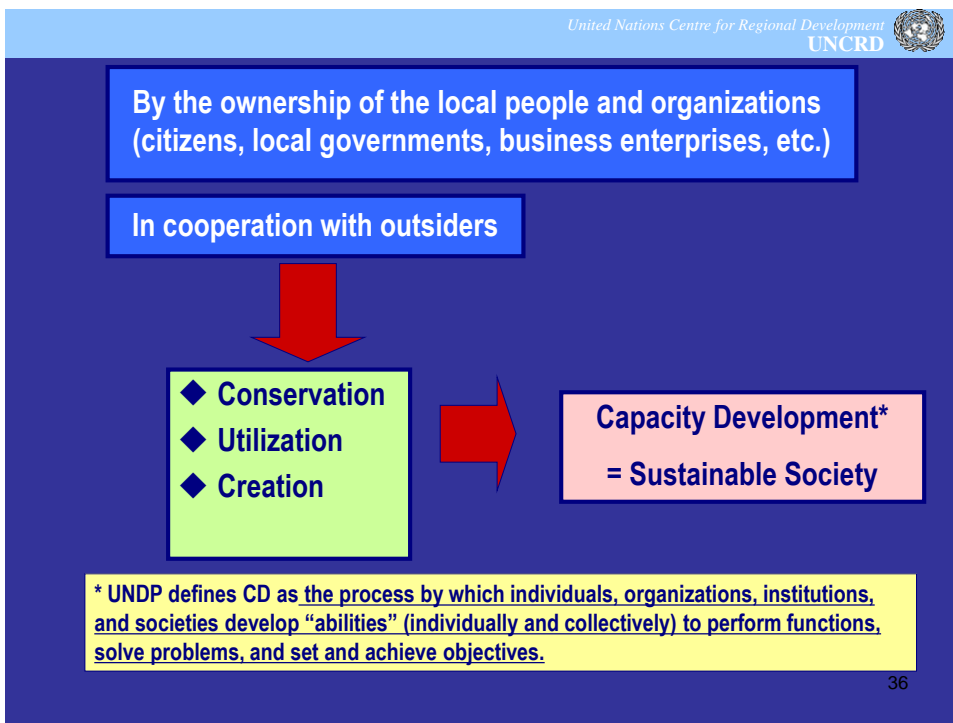 United Nations Centre for Regional Development
UNCRD
By the ownership of the local people and organizations
(citizens, local governments, business enterprises, etc.)
In cooperation with outsiders
◆ Conservation
◆ Utilization
◆ Creation
Capacity Development*
= Sustainable Society
* UNDP defines CD as the process by which individuals, organizations, institutions,
and societies develop “abilities” (individually and collectively) to perform functions,
solve problems, and set and achieve objectives.
36